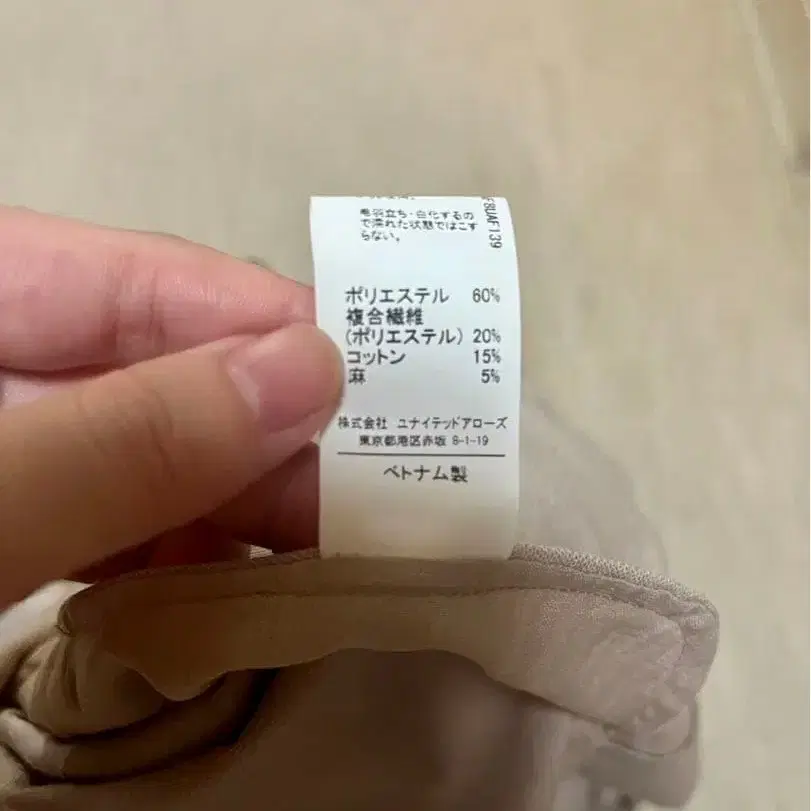 毛羽立ち・白化するの
で濡れた状態ではこす
らない。
F8UAF139
ポリエステル 60%
複合繊維
(ポリエステル) 20%
コットン 15%
麻 5%
株式会社 ユナイテッドアローズ
東京都港区赤坂 8-1-19
ベトナム製